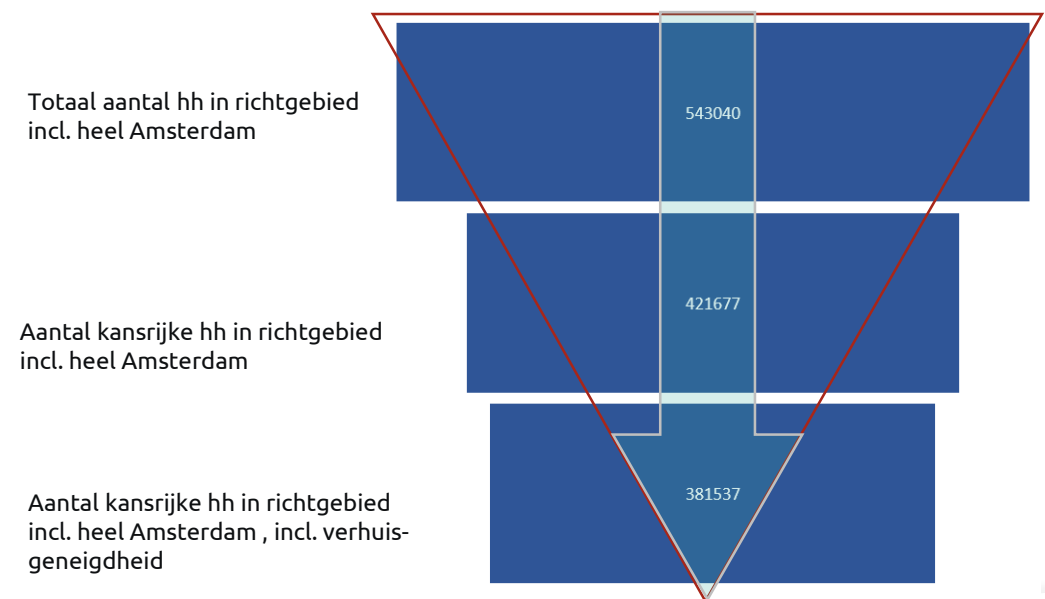 Totaal aantal hh in richtgebied
incl. heel Amsterdam
543040
Aantal kansrijke hh in richtgebied
incl. heel Amsterdam
421677
Aantal kansrijke hh in richtgebied
incl. heel Amsterdam , incl. verhuis-
geneigdheid
381537